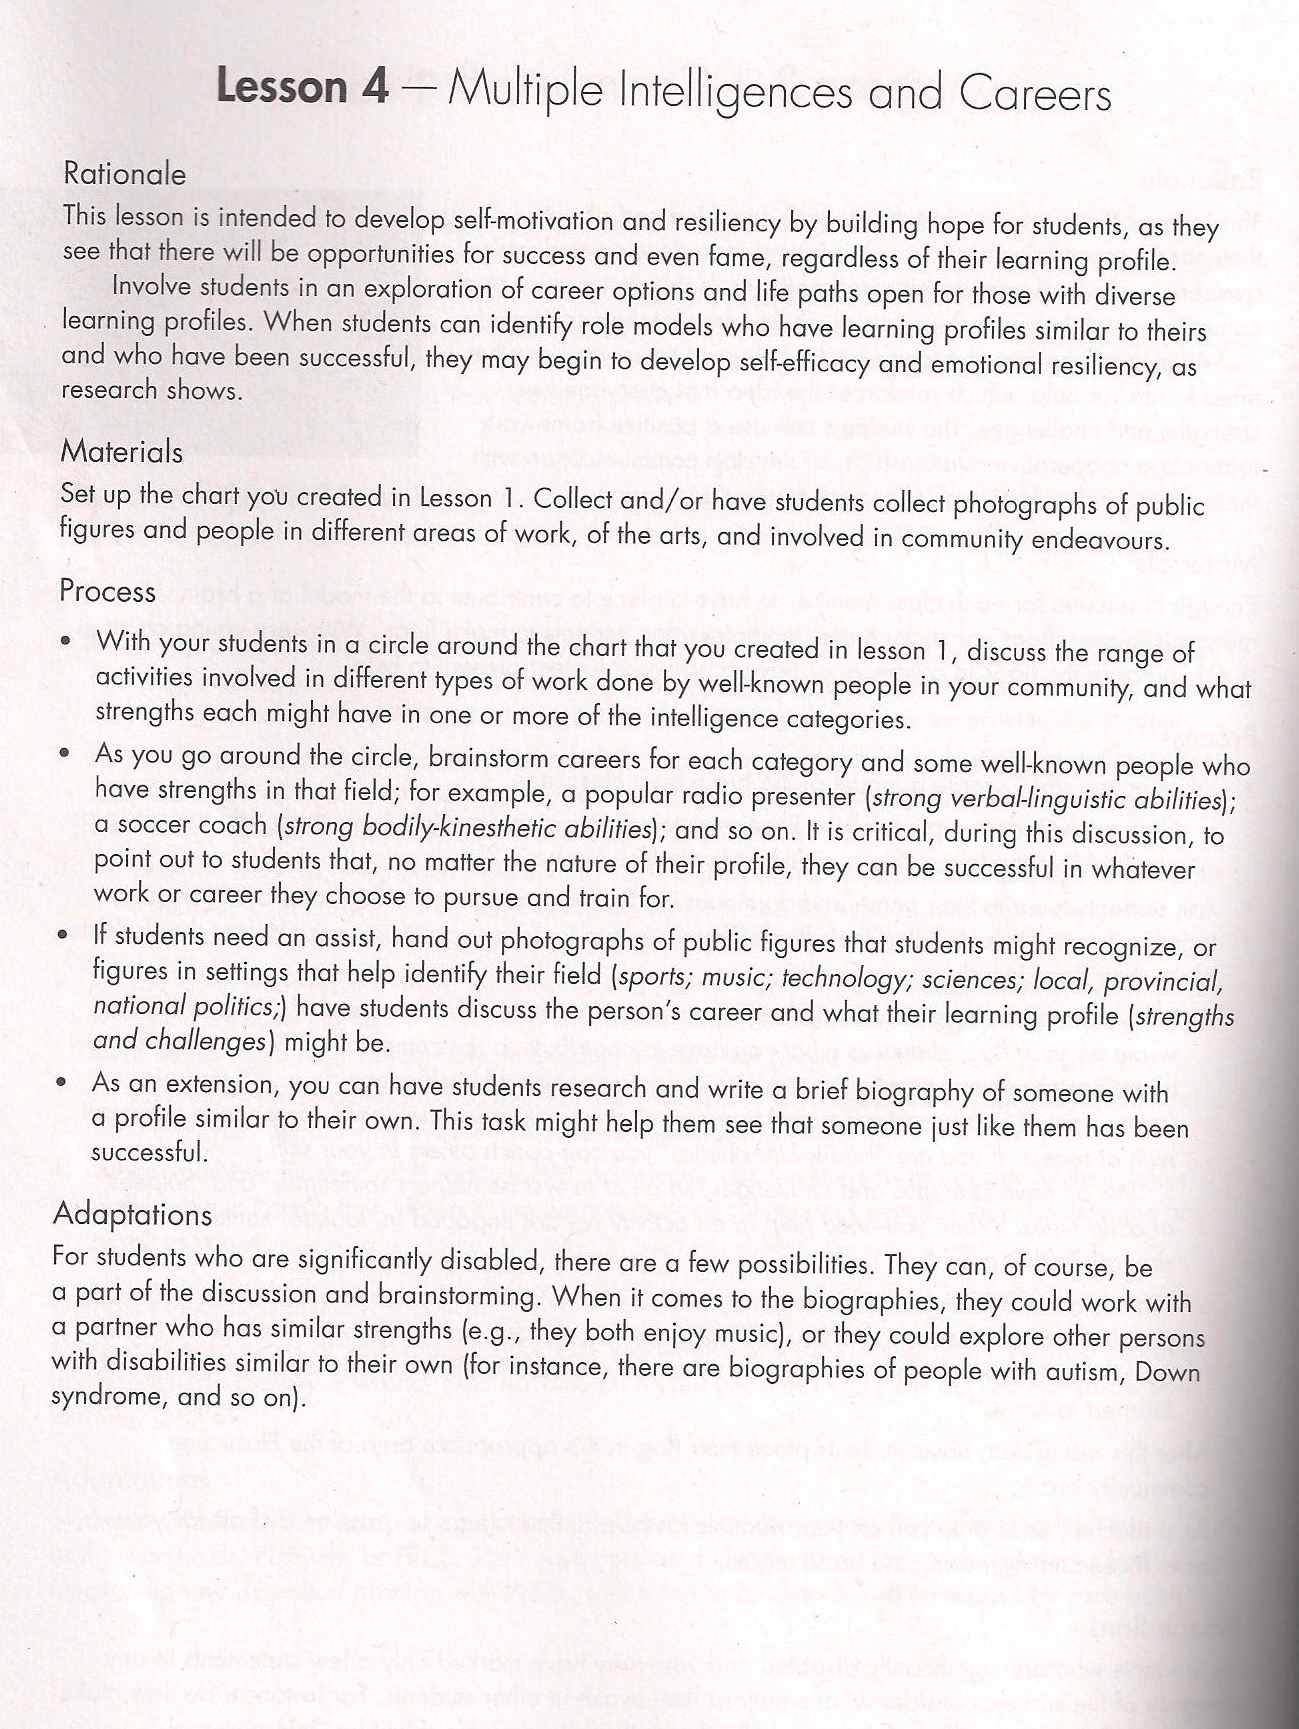 Lesson 4 — Multiple Intelligences and Careers
Rationale
This lesson is intended to develop self-motivation and resiliency by building hope for students, as they
see that there will be opportunities for success and even fame, regardless of their learning profile.
Involve students in an exploration of career options and life paths open for those with diverse
learning profiles. When students can identify role models who have learning profiles similar to theirs
and who have been successful, they may begin to develop self-efficacy and emotional resiliency, as
research shows.
Materials
Set up the chart you created in Lesson 1. Collect and/or have students collect photographs of public
figures and people in different areas of work, of the arts, and involved in community endeavours.
Process
• With your students in a circle around the chart that you created in lesson 1, discuss the range of
activities involved in different types of work done by well-known people in your community, and what
strengths each might have in one or more of the intelligence categories.
• As you go around the circle, brainstorm careers for each category and some well-known people who
have strengths in that field; for example, a popular radio presenter (strong verbal-linguistic abilities);
a soccer coach (strong bodily-kinesthetic abilities); and so on. It is critical, during this discussion, to
point out to students that, no matter the nature of their profile, they can be successful in whatever
work or career they choose to pursue and train for.
• If students need an assist, hand out photographs of public figures that students might recognize, or
figures in settings that help identify their field (sports; music; technology; sciences; local, provincial,
national politics;) have students discuss the person's career and what their learning profile (strengths
and challenges) might be.
• As an extension, you can have students research and write a brief biography of someone with
a profile similar to their own. This task might help them see that someone just like them has been
successful.
Adaptations
For students who are significantly disabled, there are a few possibilities. They can, of course, be
a part of the discussion and brainstorming. When it comes to the biographies, they could work with
a partner who has similar strengths (e.g., they both enjoy music), or they could explore other persons
with disabilities similar to their own (for instance, there are biographies of people with autism, Down
syndrome, and so on).